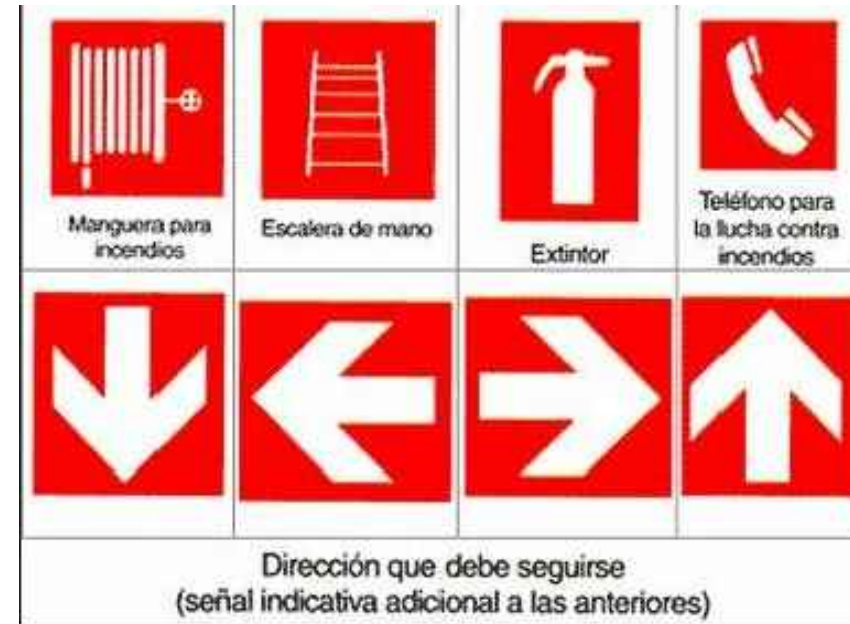 Manguera para
incendios
Escalera de mano
Extintor
Teléfono para
la llucha contra
incendios
Dirección que debe seguirse
(señal indicativa adicional a las anteriores)